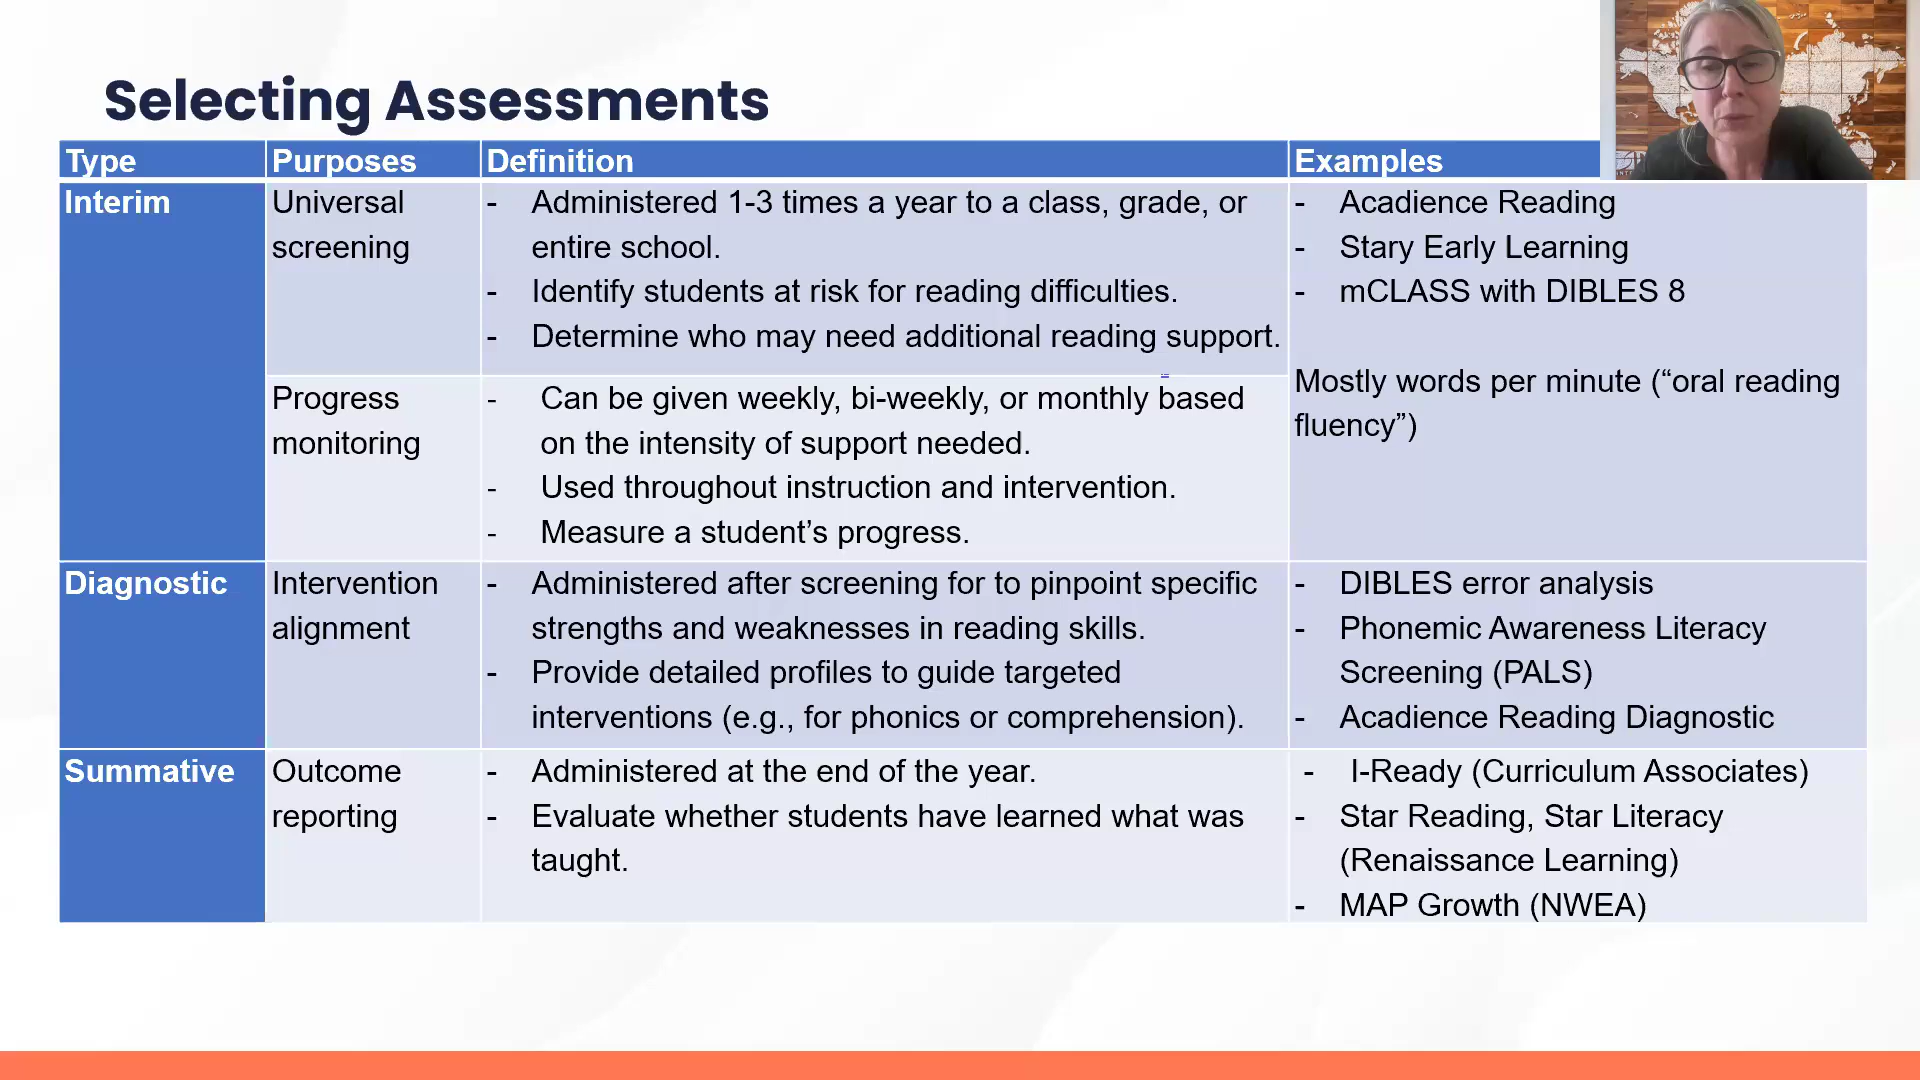 Selecting Assessments
Type
Purposes
Definition
Examples
Interim
Universal
screening
- Administered 1-3 times a year to a class, grade, or
entire school.
- Identify students at risk for reading difficulties.
- Determine who may need additional reading support.
- Acadience Reading
- Stary Early Learning
- mCLASS with DIBLES 8
Mostly words per minute (“oral reading
fluency”)
Progress
monitoring
- Can be given weekly, bi-weekly, or monthly based
on the intensity of support needed.
- Used throughout instruction and intervention.
- Measure a student’s progress.
Diagnostic
Intervention
alignment
- Administered after screening for to pinpoint specific
strengths and weaknesses in reading skills.
- Provide detailed profiles to guide targeted
interventions (e.g., for phonics or comprehension).
- DIBLES error analysis
- Phonemic Awareness Literacy
Screening (PALS)
- Acadience Reading Diagnostic
Summative
Outcome
reporting
- Administered at the end of the year.
- Evaluate whether students have learned what was
taught.
- I-Ready (Curriculum Associates)
- Star Reading, Star Literacy
(Renaissance Learning)
- MAP Growth (NWEA)